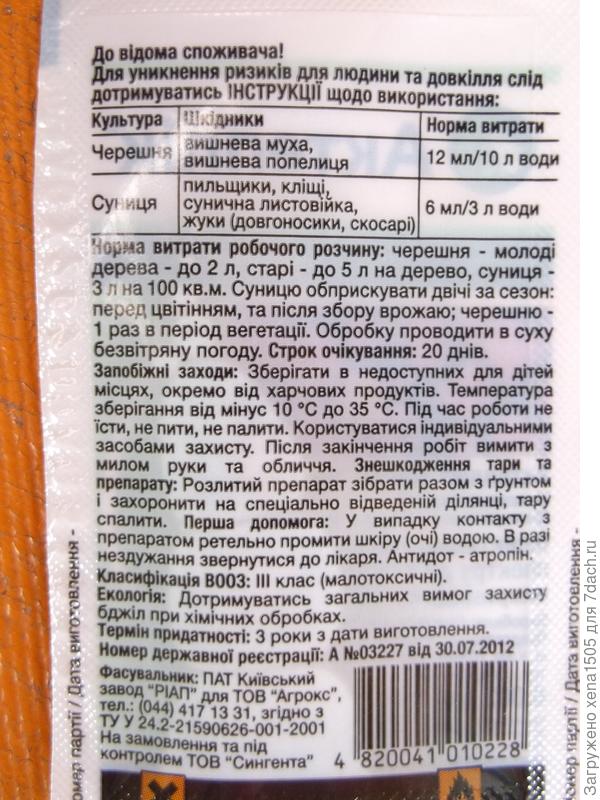 До відома споживача!
Для уникнення ризиків для людини та довкілля слід
дотримуватись ІНСТРУКЦІЇ щодо використання:
Культура Шкідники Норма витрати
Черешня вишнева муха, вишнева попелиця 12 мл/10 л води
Суниця пильщики, кліщі, сунична листовійка, жуки (довгоносики, скосарі) 6 мл/3 л води
Норма витрати робочого розчину: черешня - молоді
дерева - до 2 л, старі - до 5 л на дерево, суниця -
3 л на 100 кв.м. Суницю обприскувати двічі за сезон:
перед цвітінням, та після збору врожаю; черешню -
1 раз в період вегетації. Обробку проводити в суху
безвітряну погоду. Строк очікування: 20 днів.
Запобіжні заходи: Зберігати в недоступних для дітей
місцях, окремо від харчових продуктів. Температура
зберігання від мінус 10 °С до 35 °С. Під час роботи не
їсти, не пити, не палити. Користуватися індивідуальними
засобами захисту. Після закінчення робіт вимити з
милом руки та обличчя. Знешкодження тари та
препарату: Розлитий препарат зібрати разом з ґрунтом
і захоронити на спеціально відведеній ділянці, тару
спалити. Перша допомога: У випадку контакту з
препаратом ретельно промити шкіру (очі) водою. В разі
нездужання звернутися до лікаря. Антидот - атропін.
Класифікація ВООЗ: III клас (малотоксичні).
Екологія: Дотримуватись загальних вимог захисту
бджіл при хімічних обробках.
Термін придатності: 3 роки з дати виготовлення.
Номер державної реєстрації: А №03227 від 30.07.2012
Фасувальник: ПАТ Київський
завод "РІАП" для ТОВ "Агрокс",
тел.: (044) 417 13 31, згідно з
ТУ У 24.2-21590626-001-2001
На замовлення та під
контролем ТОВ "Сингента"
4 820041 010228
номер партії / Дата виготовлення -
номер партії / Дата виготовлення -
Загружено xena1505 для 7dach.ru